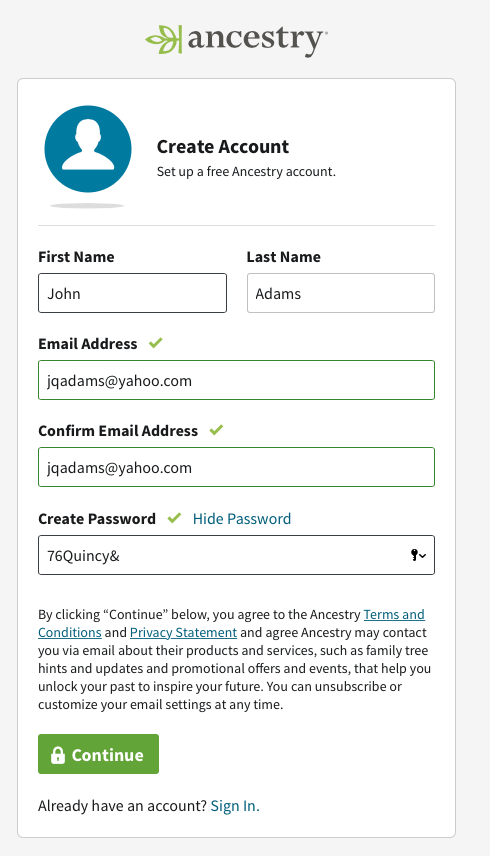 ancestry
Create Account
Set up a free Ancestry account.
First Name
Last Name
John
Adams
Email Address
jqadams@yahoo.com
Confirm Email Address
jqadams@yahoo.com
Create Password Hide Password
76Quincy&
By clicking “Continue” below, you agree to the Ancestry Terms and
Conditions and Privacy Statement and agree Ancestry may contact
you via email about their products and services, such as family tree
hints and updates and promotional offers and events, that help you
unlock your past to inspire your future. You can unsubscribe or
customize your email settings at any time.
Continue
Already have an account? Sign In.